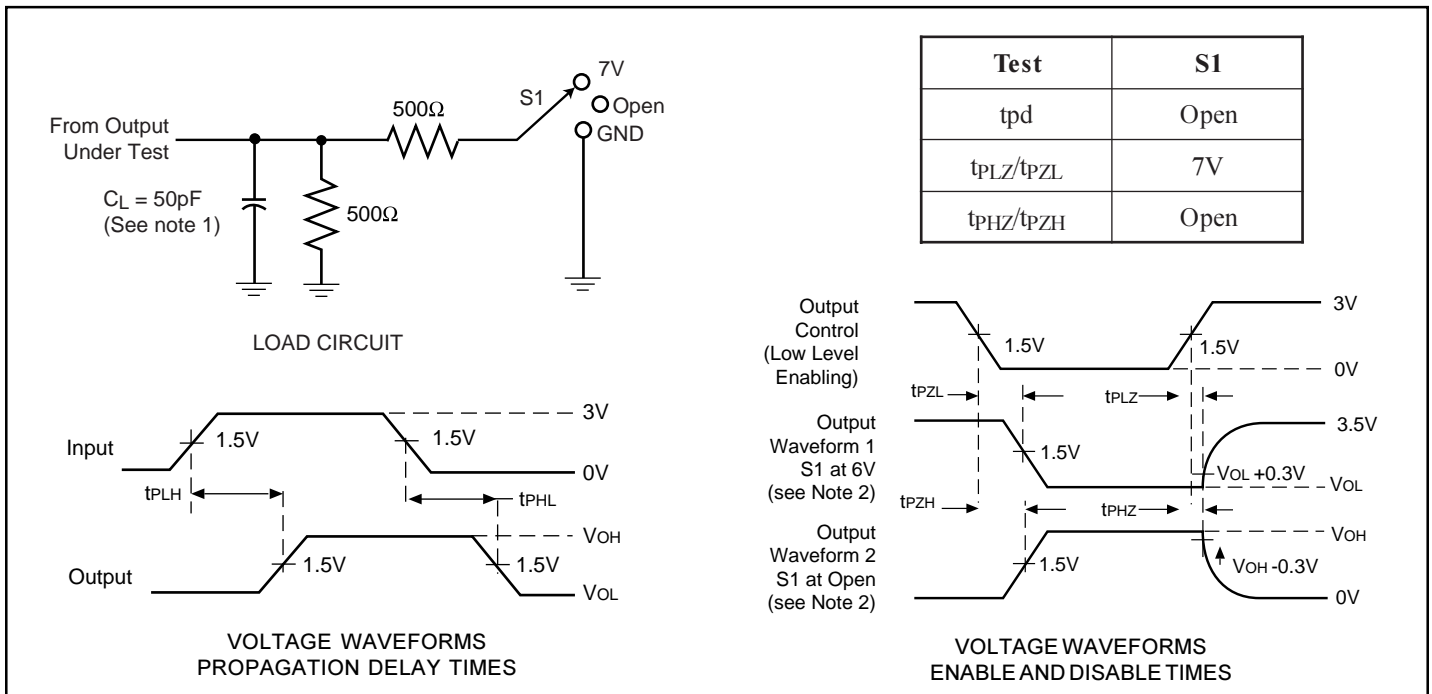 7V
S1
Open
GND
500Ω
From Output
Under Test
CL = 50pF
(See note 1)
500Ω
LOAD CIRCUIT
Test S1
tpd Open
tPLZ/tPZL 7V
tPHZ/tPZH Open
Input
1.5V
1.5V
3V
0V
tPLH
tPHL
Output
1.5V
1.5V
VOH
VOL
VOLTAGE WAVEFORMS
PROPAGATION DELAY TIMES
Output
Control
(Low Level
Enabling)
1.5V
1.5V
3V
0V
tPZL
tPLZ
Output
Waveform 1
S1 at 6V
(see Note 2)
1.5V
3.5V
VOL +0.3V
VOL
tPZH
tPHZ
Output
Waveform 2
S1 at Open
(see Note 2)
1.5V
VOH
VOH -0.3V
0V
VOLTAGE WAVEFORMS
ENABLE AND DISABLE TIMES